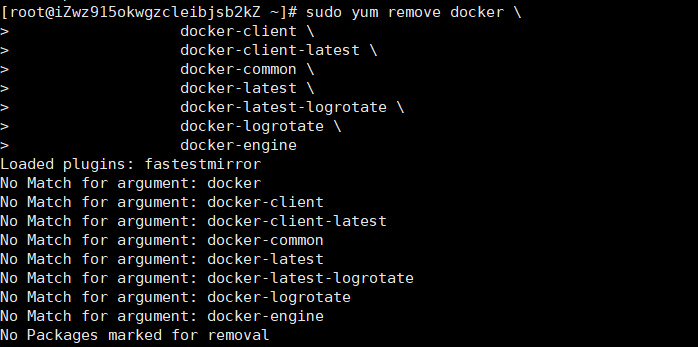 [root@iZwz915okwgzcleibjsb2kZ ~]# sudo yum remove docker \
>                   docker-client \
>                   docker-client-latest \
>                   docker-common \
>                   docker-latest \
>                   docker-latest-logrotate \
>                   docker-logrotate \
>                   docker-engine
Loaded plugins: fastestmirror
No Match for argument: docker
No Match for argument: docker-client
No Match for argument: docker-client-latest
No Match for argument: docker-common
No Match for argument: docker-latest
No Match for argument: docker-latest-logrotate
No Match for argument: docker-logrotate
No Match for argument: docker-engine
No Packages marked for removal